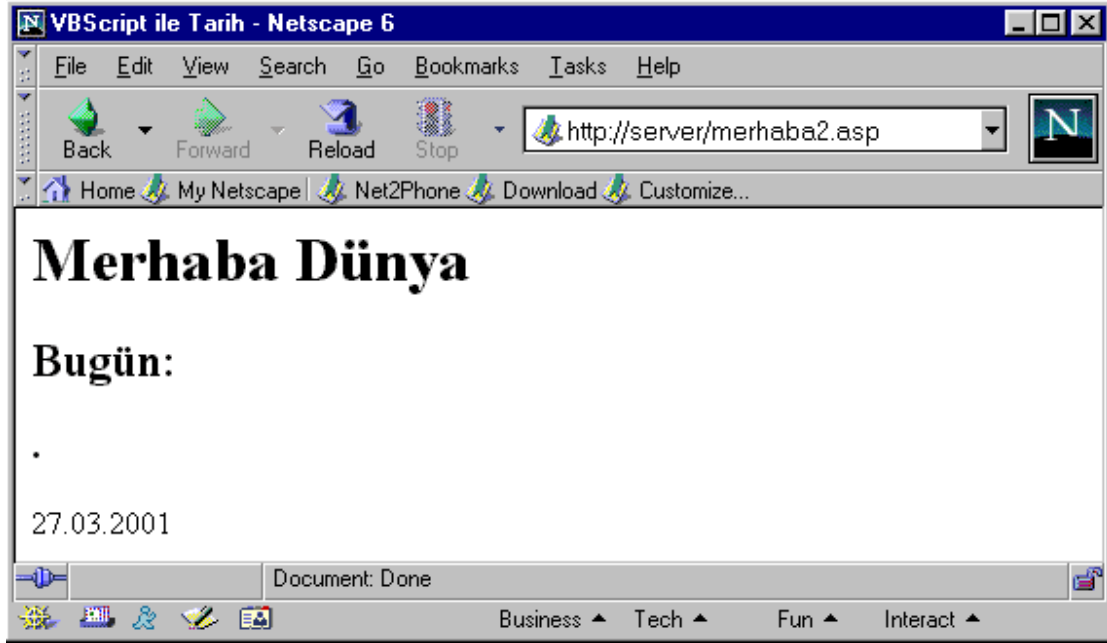 N VBScript ile Tarih - Netscape 6
File Edit View Search Go Bookmarks Tasks Help
Back Forward Reload Stop http://server/merhaba2.asp N
Home My Netscape Net2Phone Download Customize...
Merhaba Dünya
Bugün:
.
27.03.2001
Document: Done
Business Tech Fun Interact